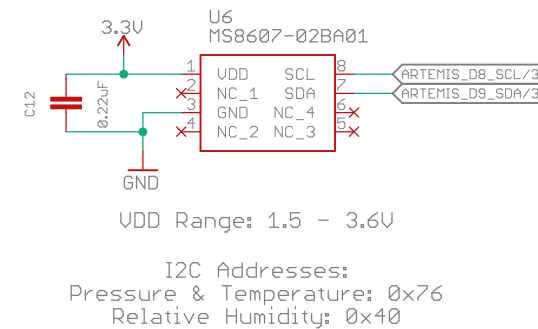 3.3V
U6
MS8607-02BA01
C12
0.22uF
1 VDD SCL 8
2 NC_1 SDA 7
3 GND NC_4 6
4 NC_2 NC_3 5
ARTEMIS_D8_SCL/3
ARTEMIS_D9_SDA/3
GND
VDD Range: 1.5 - 3.6V
I2C Addresses:
Pressure & Temperature: 0x76
Relative Humidity: 0x40